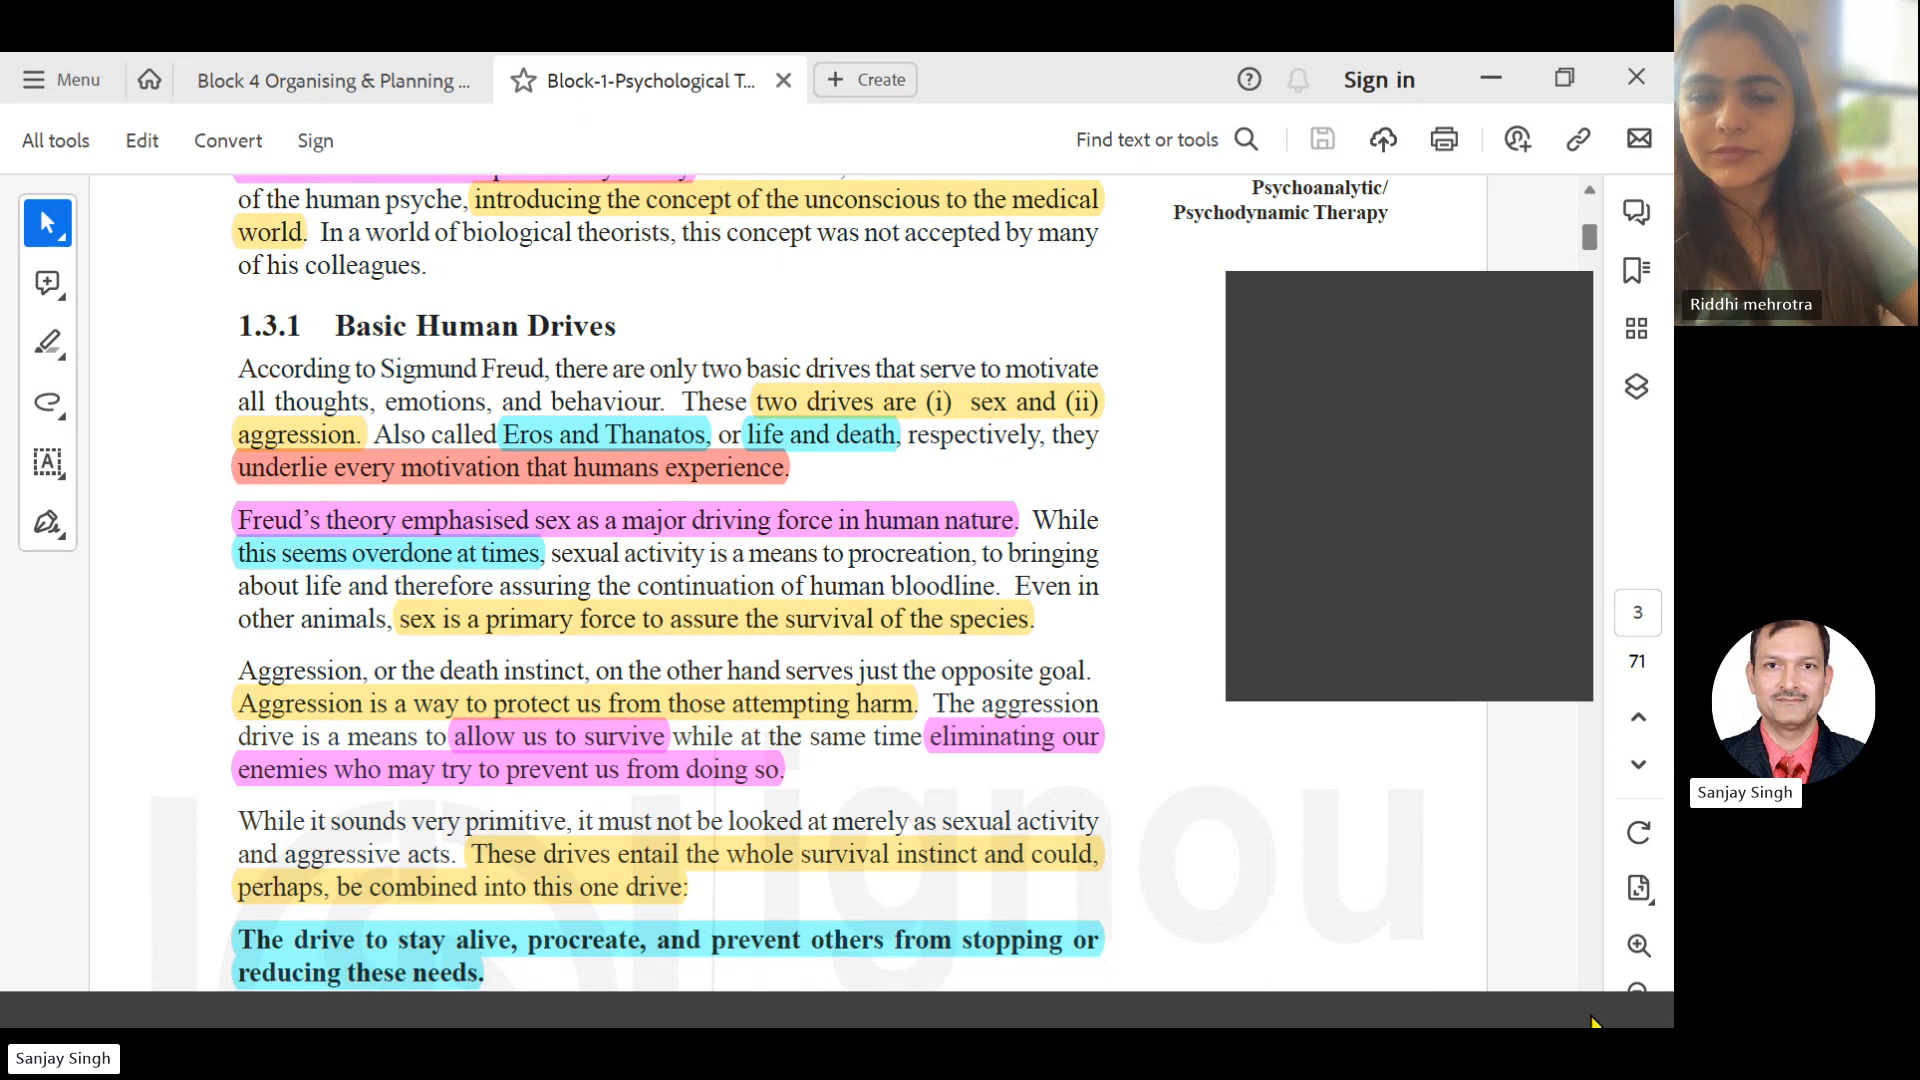 Menu
Block 4 Organising & Planning ...
Block-1-Psychological T...
Create
Sign in
All tools
Edit
Convert
Sign
Find text or tools
of the human psyche, introducing the concept of the unconscious to the medical
world. In a world of biological theorists, this concept was not accepted by many
of his colleagues.
Psychoanalytic/
Psychodynamic Therapy
1.3.1 Basic Human Drives
According to Sigmund Freud, there are only two basic drives that serve to motivate
all thoughts, emotions, and behaviour. These two drives are (i) sex and (ii)
aggression. Also called Eros and Thanatos, or life and death, respectively, they
underlie every motivation that humans experience.
Freud's theory emphasised sex as a major driving force in human nature. While
this seems overdone at times, sexual activity is a means to procreation, to bringing
about life and therefore assuring the continuation of human bloodline. Even in
other animals, sex is a primary force to assure the survival of the species.
Aggression, or the death instinct, on the other hand serves just the opposite goal.
Aggression is a way to protect us from those attempting harm. The aggression
drive is a means to allow us to survive while at the same time eliminating our
enemies who may try to prevent us from doing so.
While it sounds very primitive, it must not be looked at merely as sexual activity
and aggressive acts. These drives entail the whole survival instinct and could,
perhaps, be combined into this one drive:
The drive to stay alive, procreate, and prevent others from stopping or
reducing these needs.
ignou
3
71
Riddhi mehrotra
Sanjay Singh
Sanjay Singh